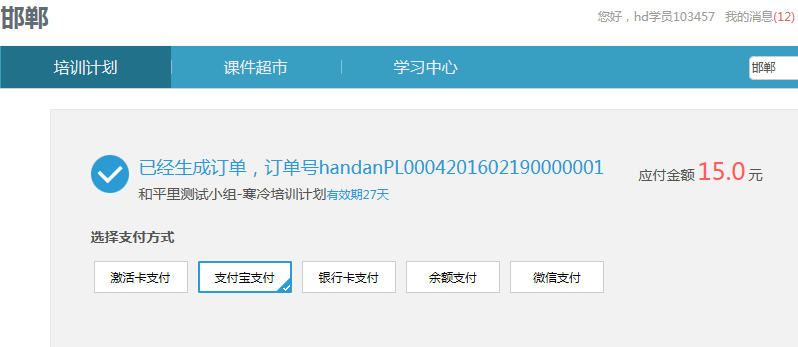 邯郸
您好，hd学员103457 我的消息(12)
培训计划 课件超市 学习中心 邯郸
已经生成订单，订单号handanPL0004201602190000001 应付金额 15.0 元
和平里测试小组-寒冷培训计划有效期27天
选择支付方式
激活卡支付 支付宝支付 银行卡支付 余额支付 微信支付